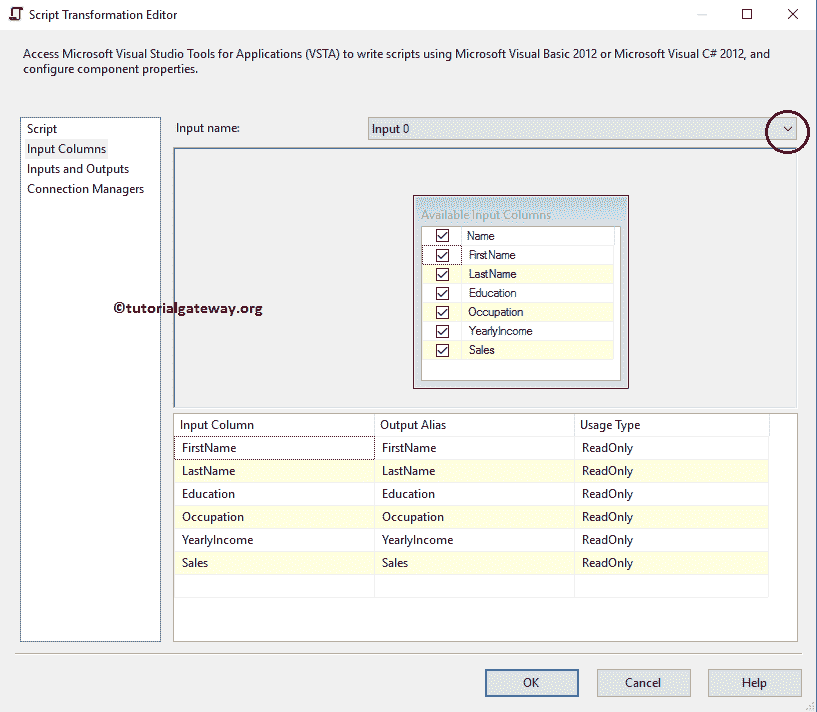 Script Transformation Editor
Access Microsoft Visual Studio Tools for Applications (VSTA) to write scripts using Microsoft Visual Basic 2012 or Microsoft Visual C# 2012, and
configure component properties.
Script
Input Columns
Inputs and Outputs
Connection Managers
Input name:
Input 0
Available Input Columns
Name
FirstName
LastName
Education
Occupation
YearlyIncome
Sales
©tutorialgateway.org
Input Column Output Alias Usage Type
FirstName FirstName ReadOnly
LastName LastName ReadOnly
Education Education ReadOnly
Occupation Occupation ReadOnly
YearlyIncome YearlyIncome ReadOnly
Sales Sales ReadOnly
OK Cancel Help